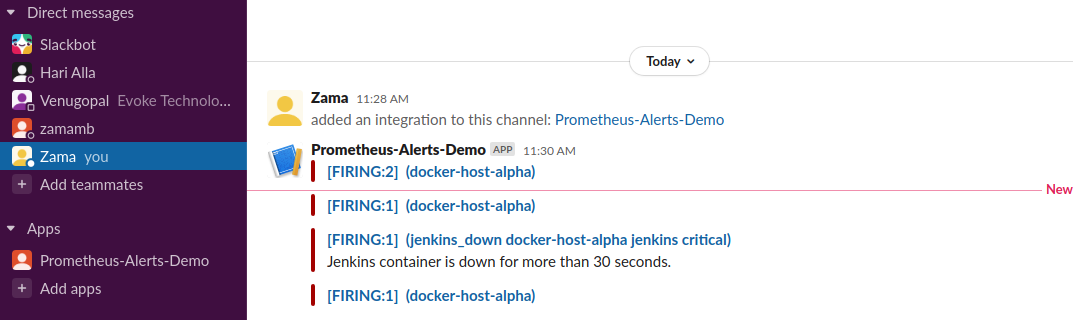 Direct messages
Slackbot
Hari Alla
Venugopal Evoke Technolo...
zamamb
Zama you
Add teammates
Apps
Prometheus-Alerts-Demo
Add apps
Today
Zama 11:28 AM
added an integration to this channel: Prometheus-Alerts-Demo
Prometheus-Alerts-Demo APP 11:30 AM
[FIRING:2] (docker-host-alpha)
New
[FIRING:1] (docker-host-alpha)
[FIRING:1] (jenkins_down docker-host-alpha jenkins critical)
Jenkins container is down for more than 30 seconds.
[FIRING:1] (docker-host-alpha)